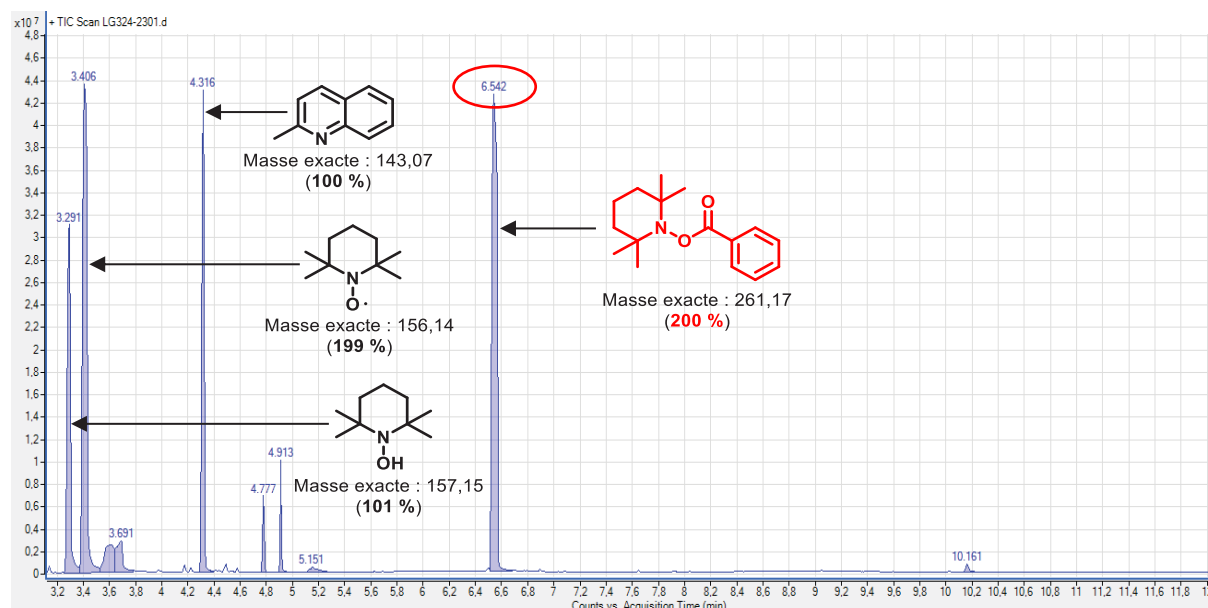 x10 7
+ TIC Scan LG324-2301.d
4,8
4,6
4,4
4,2
4
3,8
3,6
3,4
3,2
3
2,8
2,6
2,4
2,2
2
1,8
1,6
1,4
1,2
1
0,8
0,6
0,4
0,2
0
3.406
4.316
6.542
N
Masse exacte : 143,07
(100 %)
3.291
N
O·
Masse exacte : 156,14
(199 %)
O
N
O
Masse exacte : 261,17
(200 %)
N
OH
Masse exacte : 157,15
(101 %)
4.913
4.777
3.691
5.151
10.161
3,2 3,4 3,6 3,8 4 4,2 4,4 4,6 4,8 5 5,2 5,4 5,6 5,8 6 6,2 6,4 6,6 6,8 7 7,2 7,4 7,6 7,8 8 8,2 8,4 8,6 8,8 9 9,2 9,4 9,6 9,8 10 10,2 10,4 10,6 10,8 11 11,2 11,4 11,6 11,8
Counts vs. Acquisition Time (min)